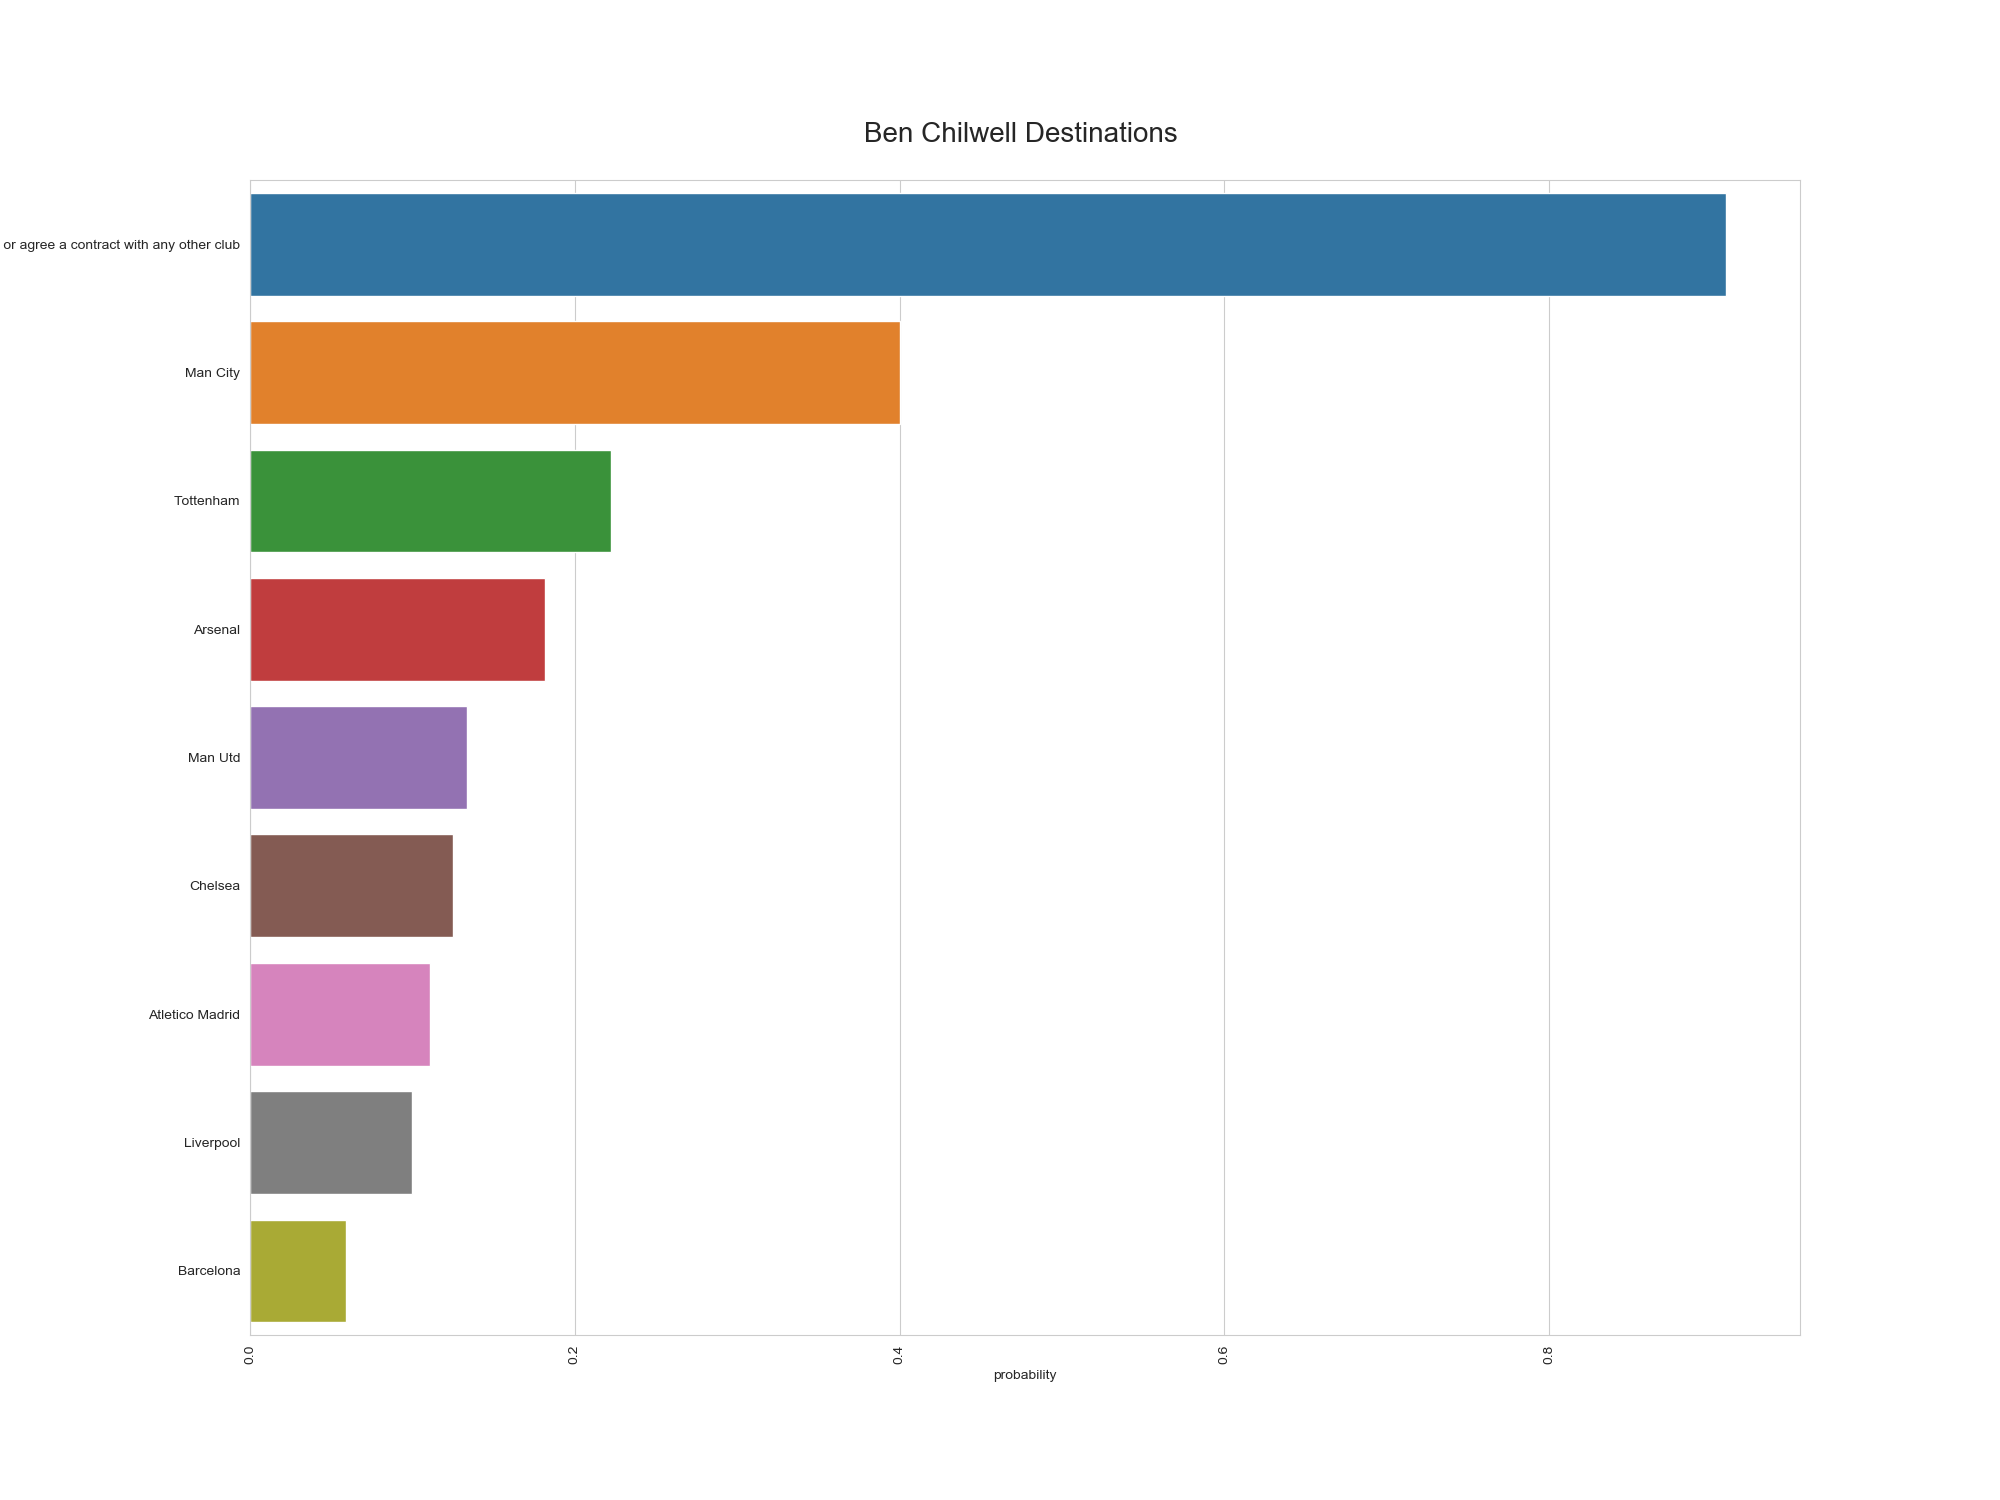 Ben Chilwell Destinations
or agree a contract with any other club
Man City
Tottenham
Arsenal
Man Utd
Chelsea
Atletico Madrid
Liverpool
Barcelona
0.0
0.2
0.4
0.6
0.8
probability